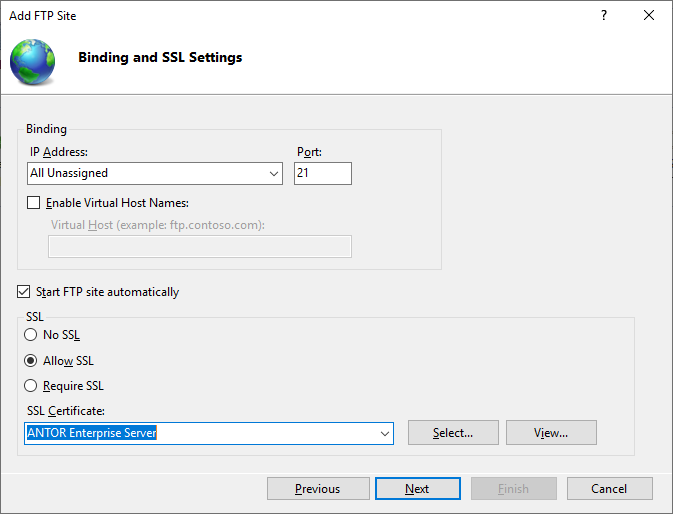 Add FTP Site
?
Binding and SSL Settings
Binding
IP Address:
Port:
All Unassigned
21
Enable Virtual Host Names:
Virtual Host (example: ftp.contoso.com):
Start FTP site automatically
SSL
No SSL
Allow SSL
Require SSL
SSL Certificate:
ANTOR Enterprise Server
Select...
View...
Previous
Next
Finish
Cancel